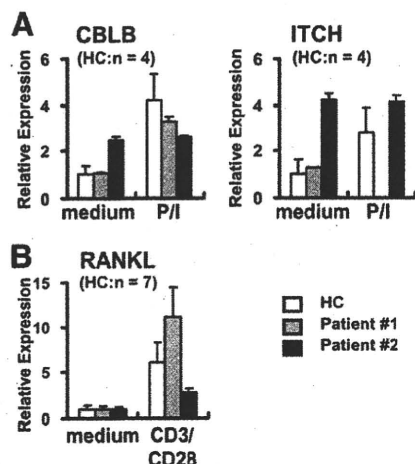 A
CBLB
(HC:n = 4)
Relative Expression
6
4
2
0
medium
P/I
ITCH
(HC:n = 4)
Relative Expression
6
4
2
0
medium
P/I
B
RANKL
(HC:n = 7)
Relative Expression
15
10
5
0
medium
CD3/
CD28
HC
Patient #1
Patient #2